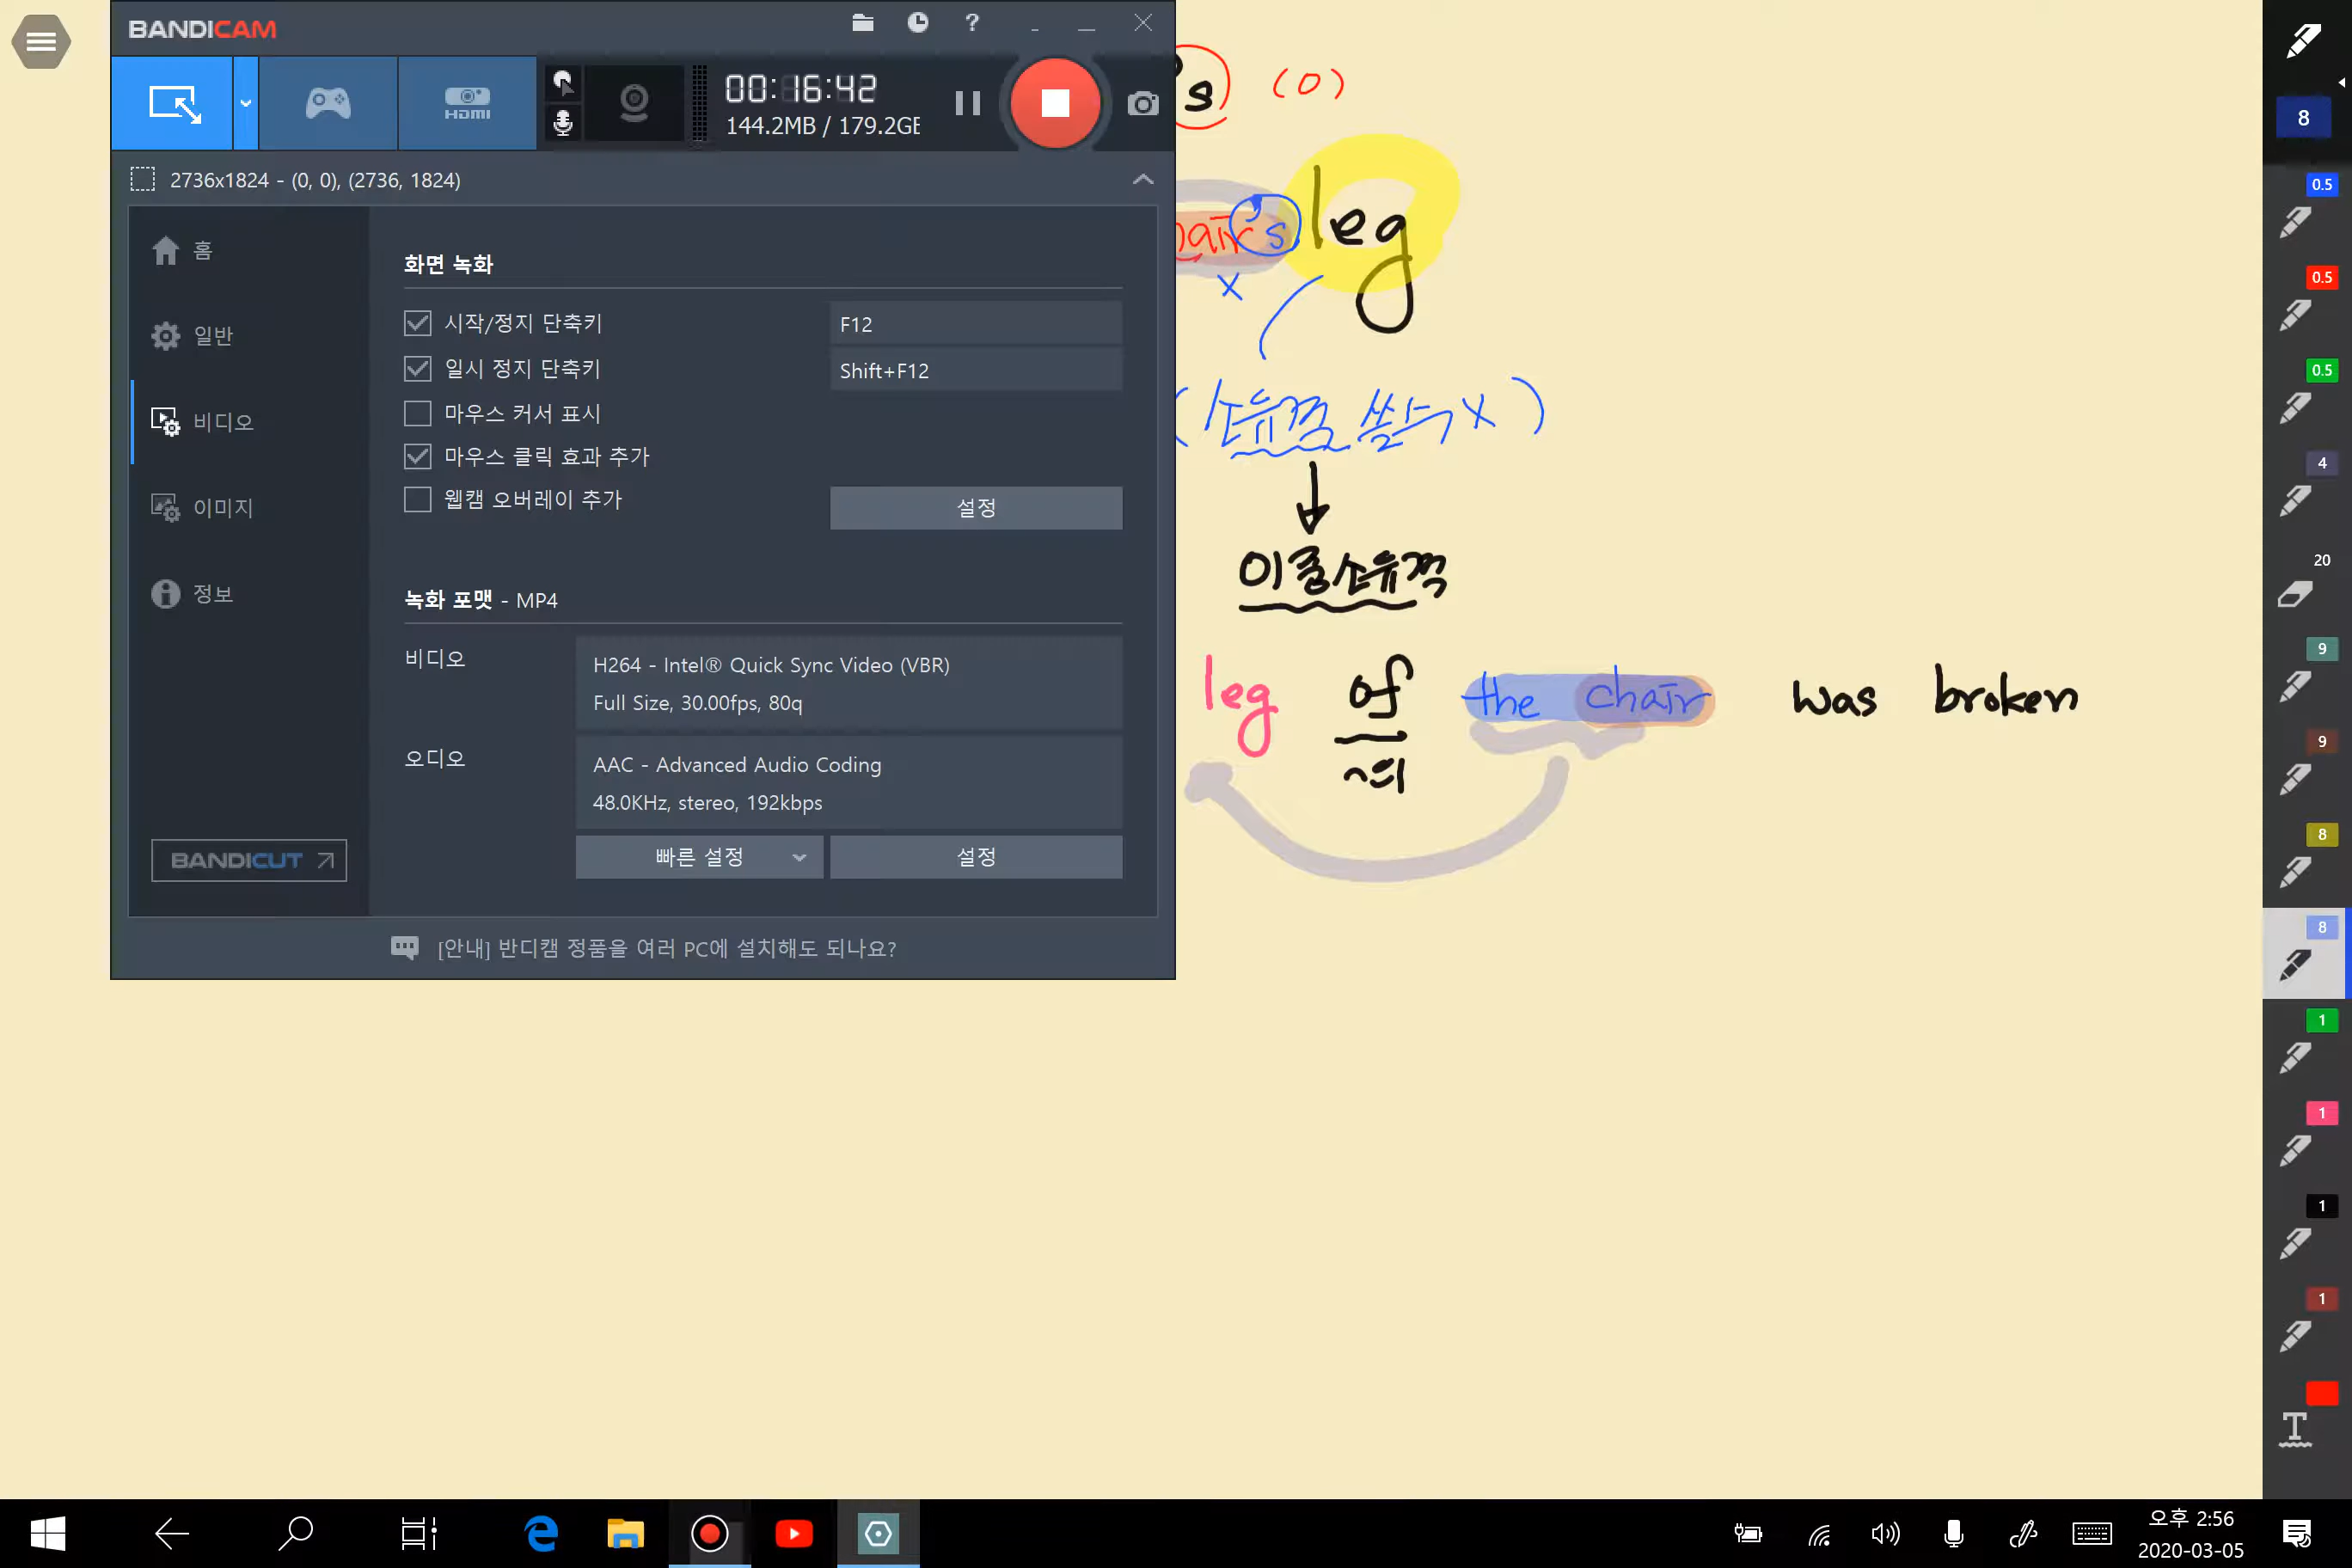 BANDICAM
00:16:42
144.2MB / 179.2GB
2736x1824 - (0, 0), (2736, 1824)
홈
일반
비디오
이미지
정보
BANDICUT
화면 녹화
시작/정지 단축키 F12
일시 정지 단축키 Shift+F12
마우스 커서 표시
마우스 클릭 효과 추가
웹캠 오버레이 추가 설정
녹화 포맷 - MP4
비디오 H264 - Intel® Quick Sync Video (VBR)
Full Size, 30.00fps, 80q
오디오 AAC - Advanced Audio Coding
48.0KHz, stereo, 192kbps
빠른 설정 설정
[안내] 반디캠 정품을 여러 PC에 설치해도 되나요?
HDMI
's (O)
hair's leg
x
(소유격 쓸수 X)
이중소유격
leg of the chair was broken
~의
8
0.5
0.5
0.5
4
20
9
9
8
8
1
1
1
1
T
오후 2:56
2020-03-05